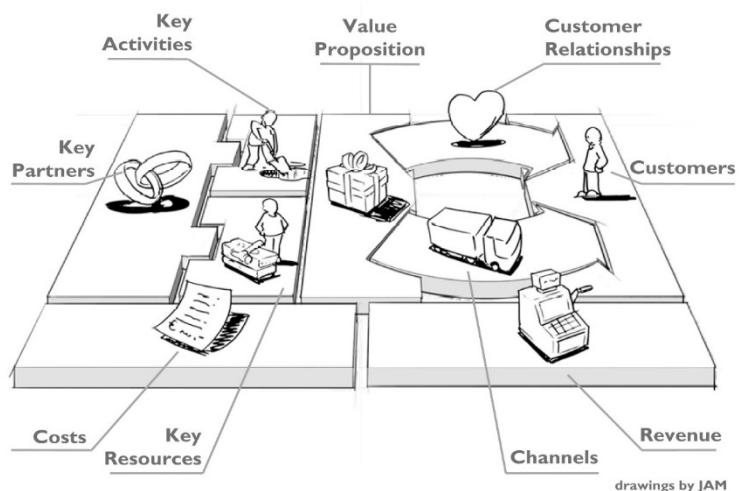 Key
Activities
Value
Proposition
Customer
Relationships
Key
Partners
Customers
€
Costs
Key
Resources
Channels
Revenue
drawings by JAM